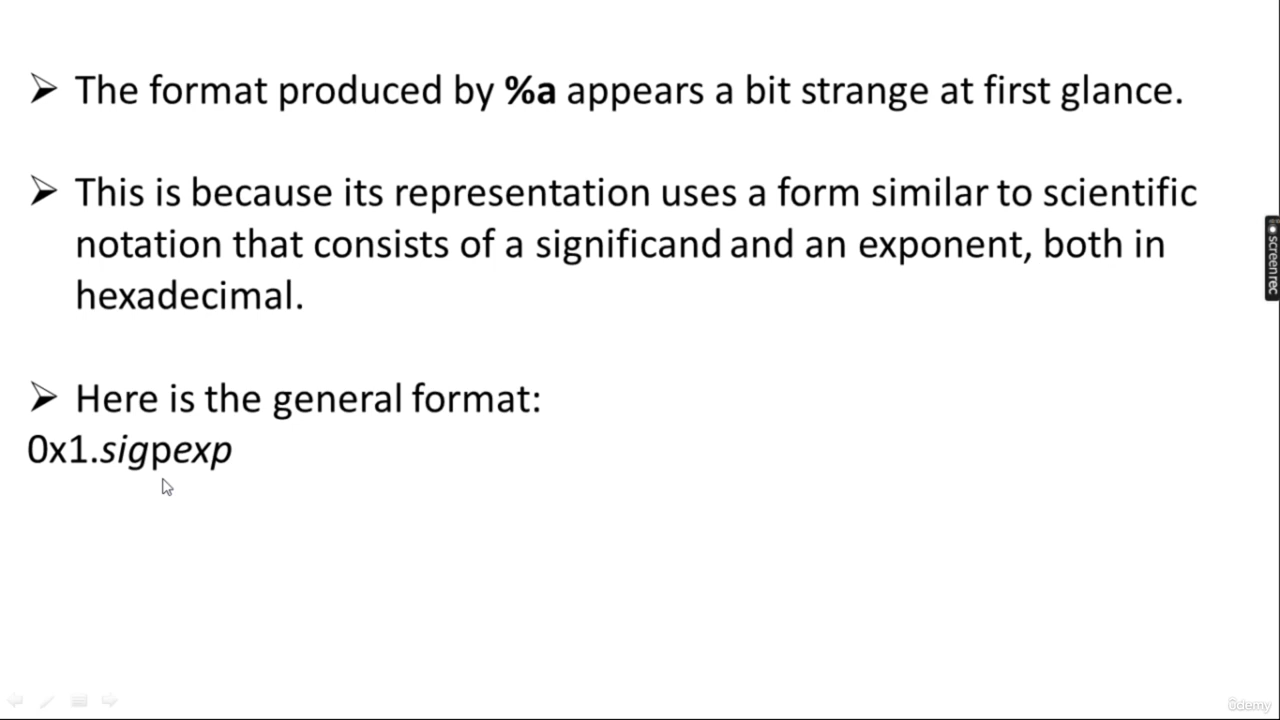 The format produced by %a appears a bit strange at first glance.
This is because its representation uses a form similar to scientific
notation that consists of a significand and an exponent, both in
hexadecimal.
Here is the general format:
0x1.sigpexp
screenrec
ûdemy